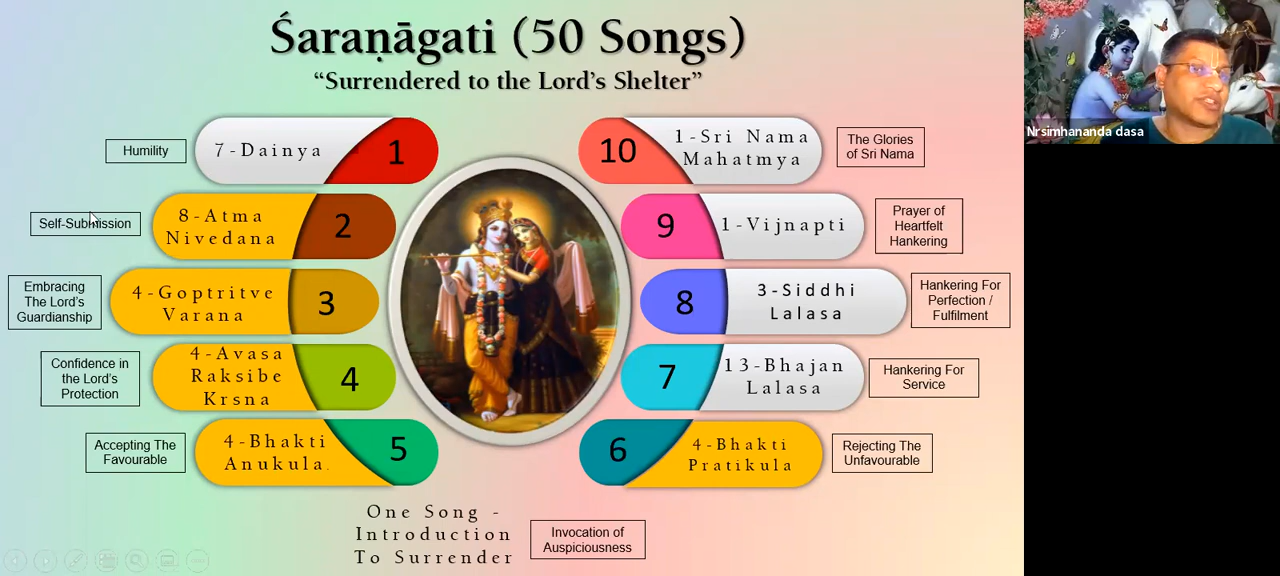 Śaraṇāgati (50 Songs)
“Surrendered to the Lord’s Shelter”
Humility
7-Dainya
1
Self-Submission
8-Atma
Nivedana
2
Embracing
The Lord’s
Guardianship
4-Goptritve
Varana
3
Confidence in
the Lord’s
Protection
4-Avasa
Raksibe
Krsna
4
Accepting The
Favourable
4-Bhakti
Anukula.
5
10
1-Sri Nama
Mahatmya
The Glories
of Sri Nama
9
1-Vijnapti
Prayer of
Heartfelt
Hankering
8
3-Siddhi
Lalasa
Hankering For
Perfection /
Fulfilment
7
13-Bhajan
Lalasa
Hankering For
Service
6
4-Bhakti
Pratikula
Rejecting The
Unfavourable
One Song -
Introduction
To Surrender
Invocation of
Auspiciousness
Nrsimhananda dasa